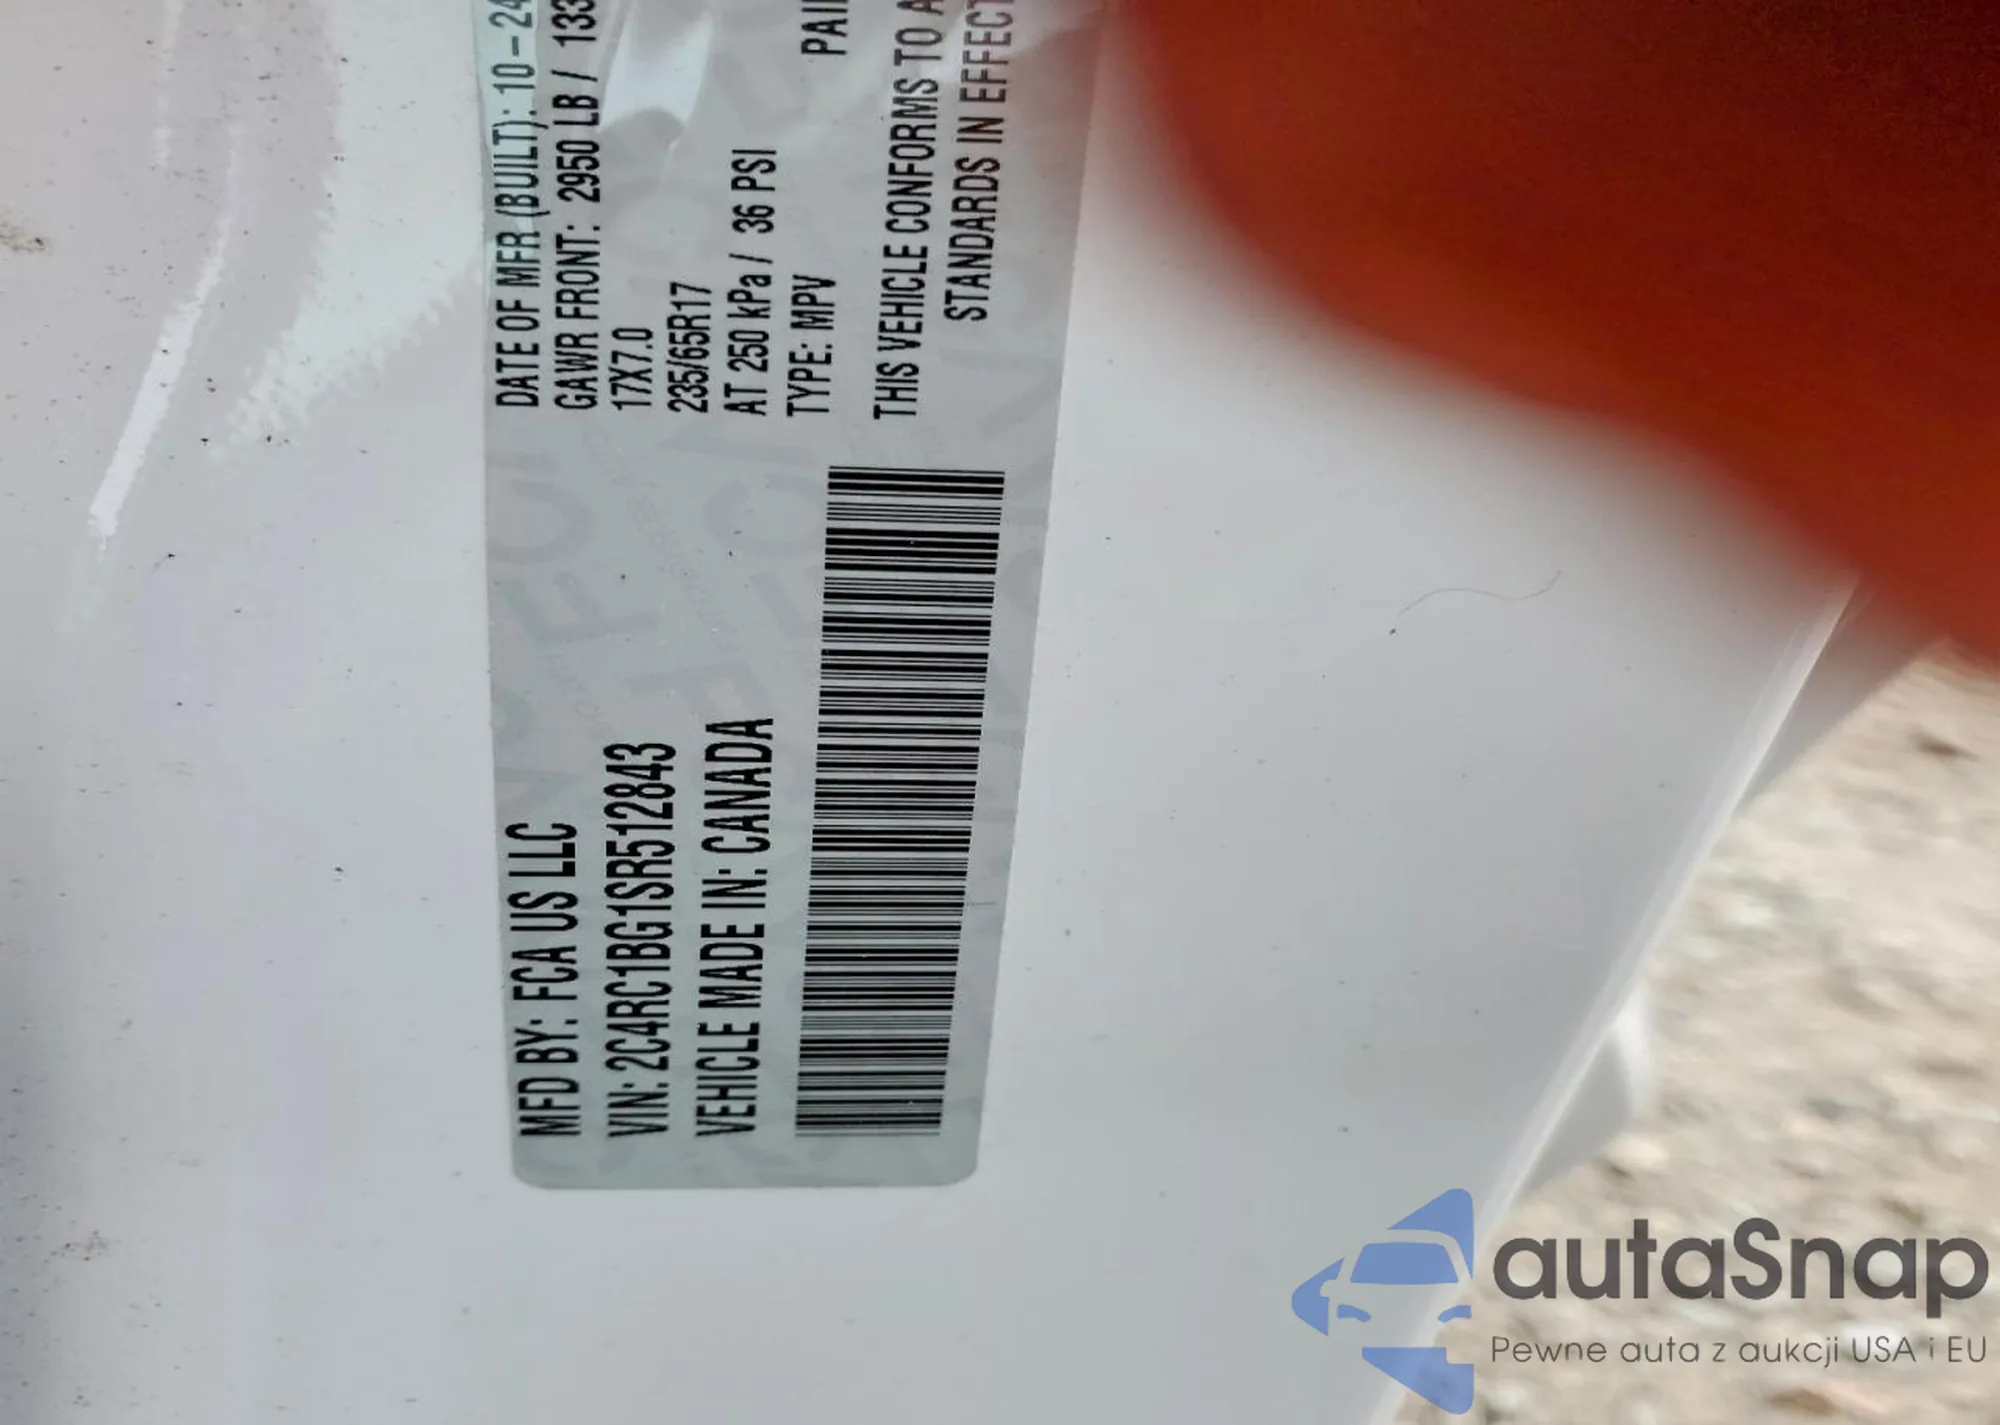 MFD BY: FCA US LLC
VIN: 2C4RC1BG1SR512843
VEHICLE MADE IN: CANADA
DATE OF MFR (BUILT): 10-24
GAWR FRONT: 2950 LB / 133
17X7.0
235/65R17
AT 250 kPa / 36 PSI
TYPE: MPV
PAI
THIS VEHICLE CONFORMS TO A
STANDARDS IN EFFECT
autaSnap
Pewne auta z aukcji USA i EU